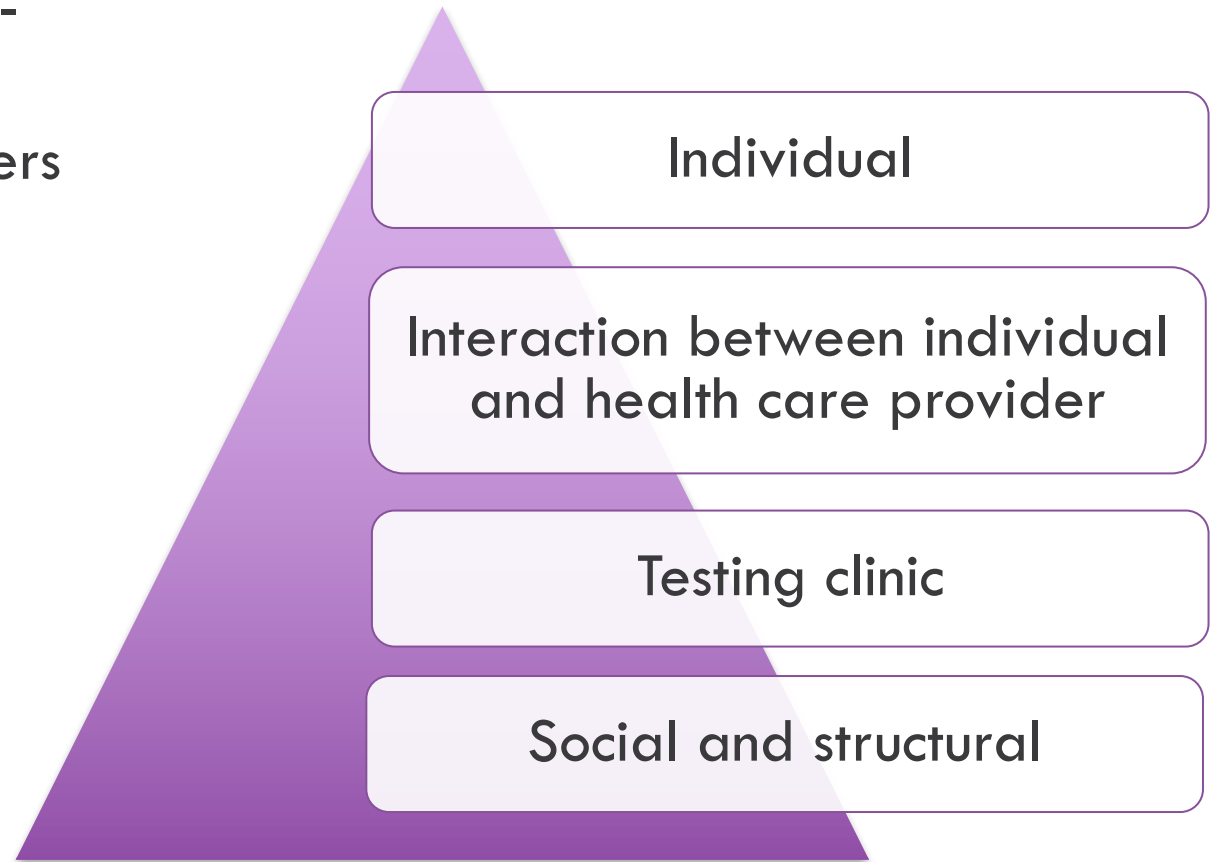 -
ers
Individual
Interaction between individual
and health care provider
Testing clinic
Social and structural